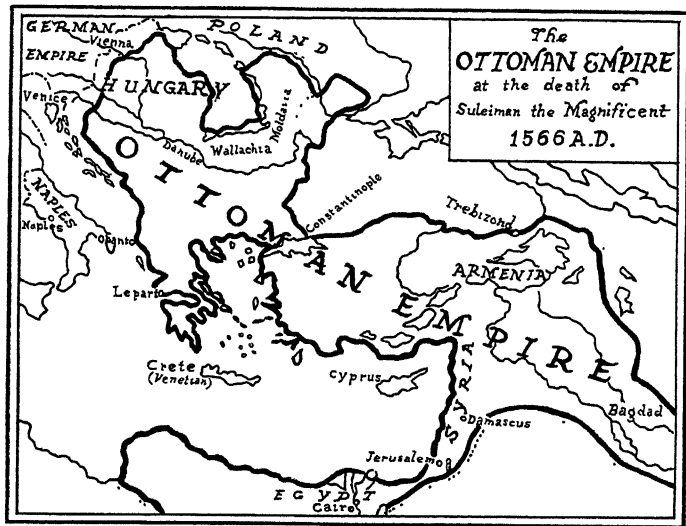 The
OTTOMAN EMPIRE
at the death of
Suleiman the Magnificent
1566 A.D.
GERMAN
EMPIRE
POLAND
Vienna
HUNGARY
Venice
Moldavia
Danube
Wallachia
OTTOMAN EMPIRE
NAPLES
Naples
Otranto
Constantinople
Trebizond
ARMENIA
Lepanto
Crete
(Venetian)
Cyprus
SYRIA
Bagdad
Damascus
Jerusalem
EGYPT
Cairo